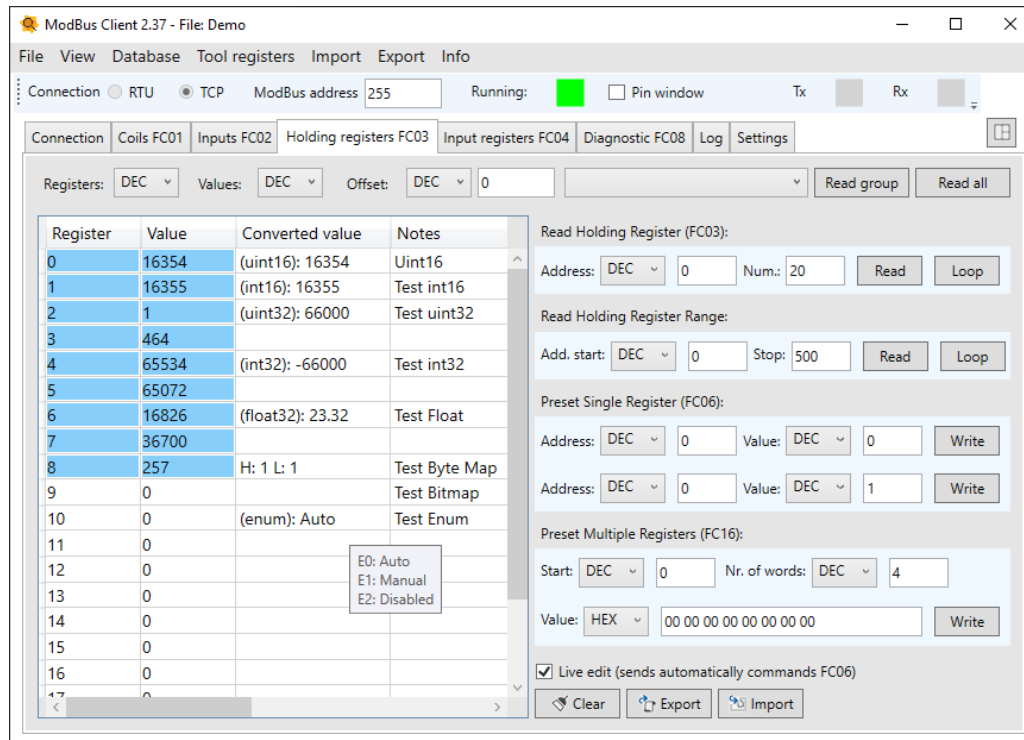 ModBus Client 2.37 - File: Demo
File View Database Tool registers Import Export Info
Connection RTU TCP ModBus address 255 Running: Pin window Tx Rx
Connection Coils FC01 Inputs FC02 Holding registers FC03 Input registers FC04 Diagnostic FC08 Log Settings
Registers: DEC Values: DEC Offset: DEC 0 Read group Read all
Register Value Converted value Notes
0 16354 (uint16): 16354 Uint16
1 16355 (int16): 16355 Test int16
2 1 (uint32): 66000 Test uint32
3 464
4 65534 (int32): -66000 Test int32
5 65072
6 16826 (float32): 23.32 Test Float
7 36700
8 257 H: 1 L: 1 Test Byte Map
9 0 Test Bitmap
10 0 (enum): Auto Test Enum
11 0
12 0
13 0
14 0
15 0
16 0
17 0
E0: Auto
E1: Manual
E2: Disabled
Read Holding Register (FC03):
Address: DEC 0 Num.: 20 Read Loop
Read Holding Register Range:
Add. start: DEC 0 Stop: 500 Read Loop
Preset Single Register (FC06):
Address: DEC 0 Value: DEC 0 Write
Address: DEC 0 Value: DEC 1 Write
Preset Multiple Registers (FC16):
Start: DEC 0 Nr. of words: DEC 4
Value: HEX 00 00 00 00 00 00 00 00 Write
Live edit (sends automatically commands FC06)
Clear Export Import